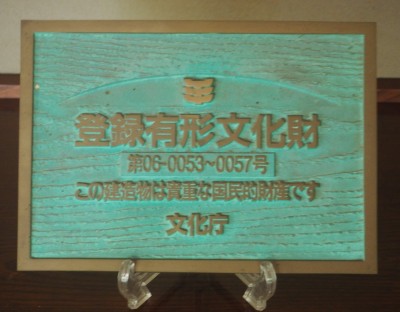 登録有形文化財
第06-0053~0057号
この建造物は貴重な国民的財産です
文化庁